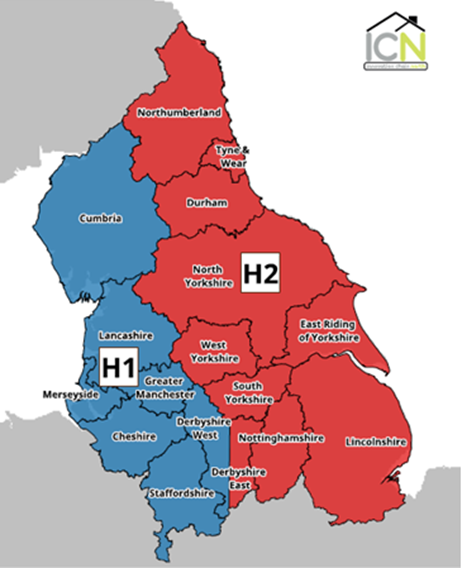 ICN
Northumberland
Tyne &
Wear
Durham
Cumbria
North
Yorkshire
H2
East Riding
of Yorkshire
Lancashire
West
Yorkshire
H1
Greater
Manchester
South
Yorkshire
Merseyside
Derbyshire
West
Cheshire
Nottinghamshire
Lincolnshire
Derbyshire
East
Staffordshire